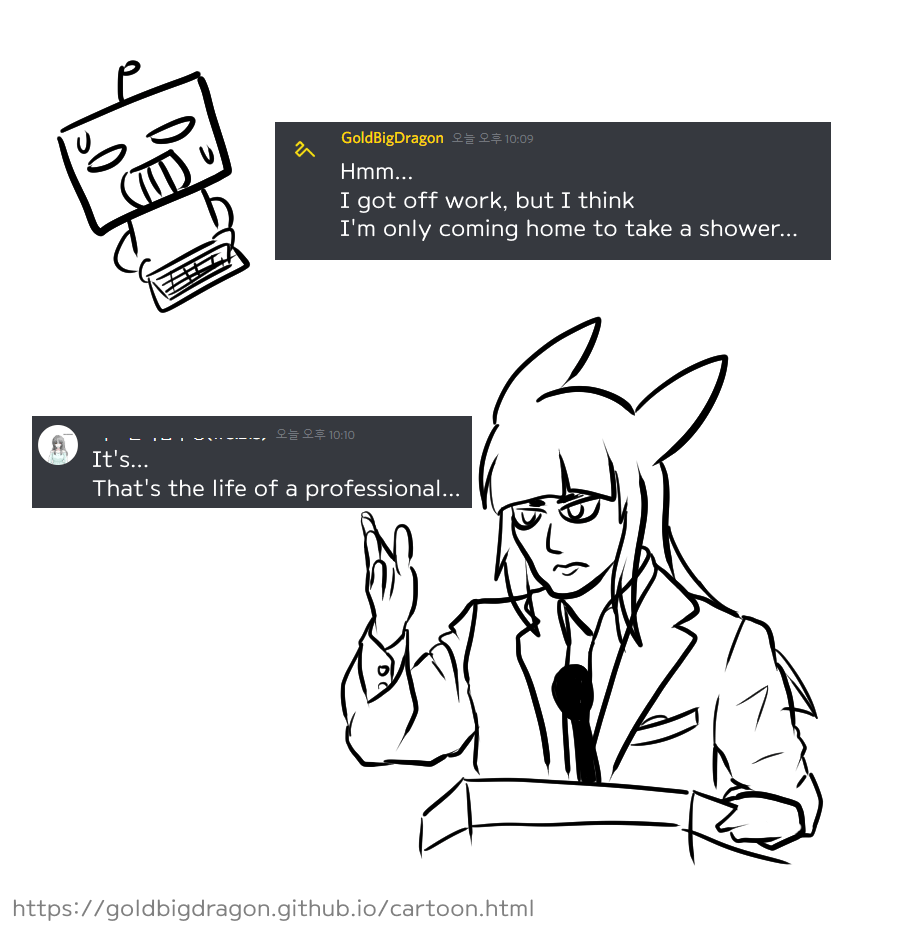 GoldBigDragon 오늘 오후 10:09
Hmm...
I got off work, but I think
I'm only coming home to take a shower...
오늘 오후 10:10
It's...
That's the life of a professional...
https://goldbigdragon.github.io/cartoon.html